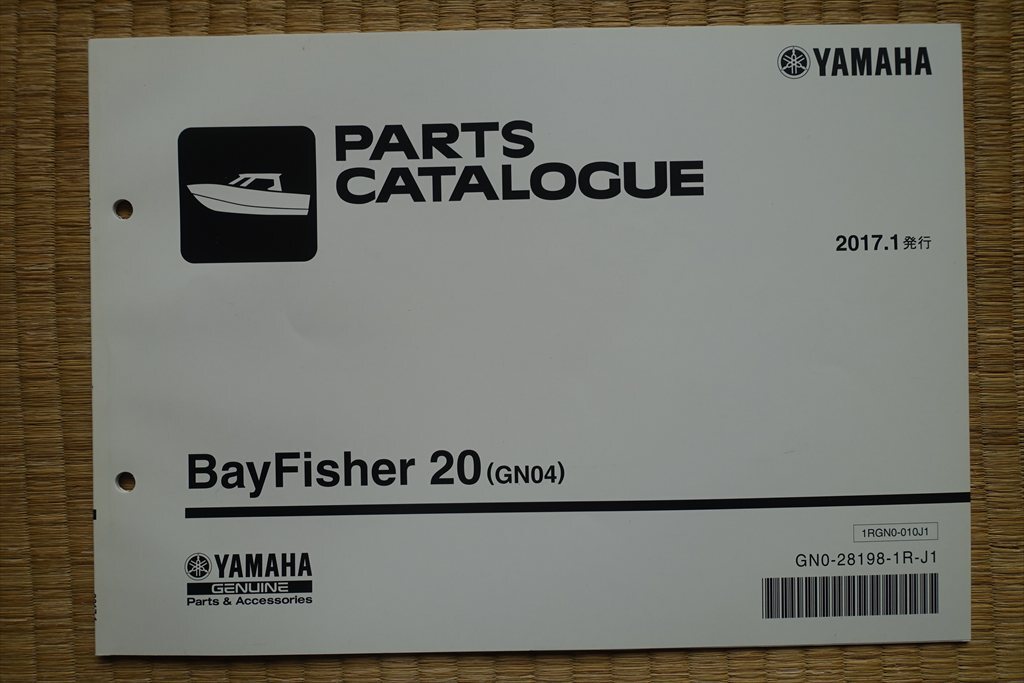 YAMAHA
PARTS
CATALOGUE
2017.1発行
BayFisher 20 (GN04)
1RGN0-010J1
GN0-28198-1R-J1
YAMAHA
GENUINE
Parts & Accessories